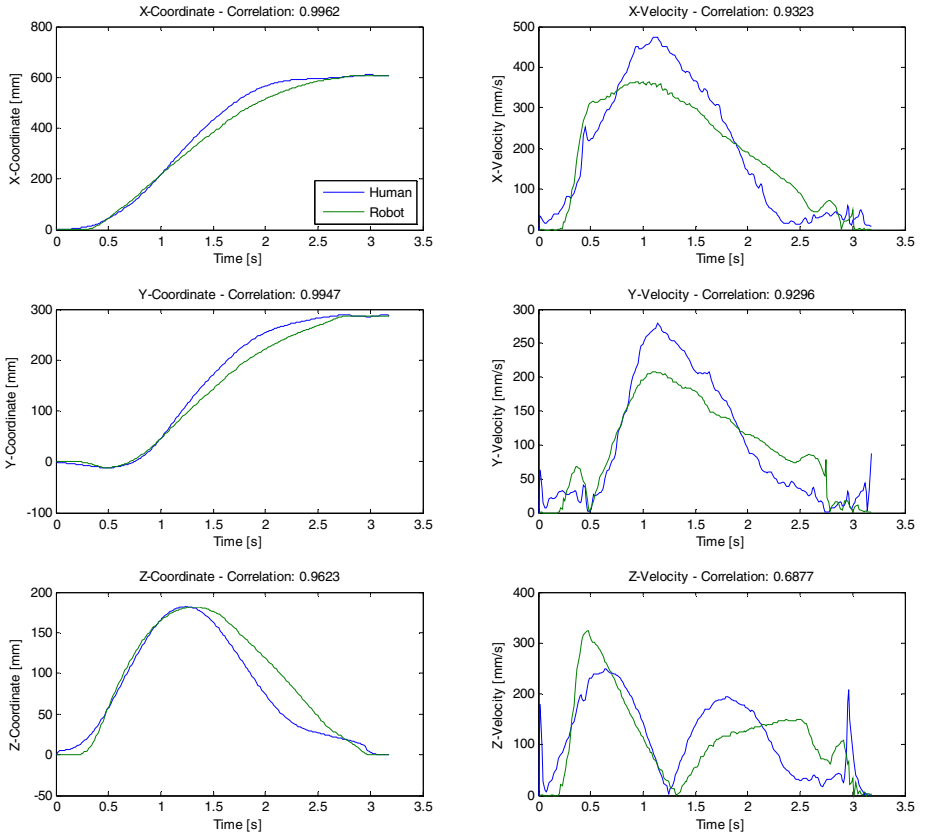 X-Coordinate - Correlation: 0.9962
X-Coordinate [mm]
800
600
400
200
0
0 0.5 1 1.5 2 2.5 3 3.5
Time [s]
Human
Robot
X-Velocity - Correlation: 0.9323
X-Velocity [mm/s]
500
400
300
200
100
0
0 0.5 1 1.5 2 2.5 3 3.5
Time [s]
Y-Coordinate - Correlation: 0.9947
Y-Coordinate [mm]
300
200
100
0
-100
0 0.5 1 1.5 2 2.5 3 3.5
Time [s]
Y-Velocity - Correlation: 0.9296
Y-Velocity [mm/s]
300
250
200
150
100
50
0
0 0.5 1 1.5 2 2.5 3 3.5
Time [s]
Z-Coordinate - Correlation: 0.9623
Z-Coordinate [mm]
200
150
100
50
0
-50
0 0.5 1 1.5 2 2.5 3 3.5
Time [s]
Z-Velocity - Correlation: 0.6877
Z-Velocity [mm/s]
400
300
200
100
0
0 0.5 1 1.5 2 2.5 3 3.5
Time [s]